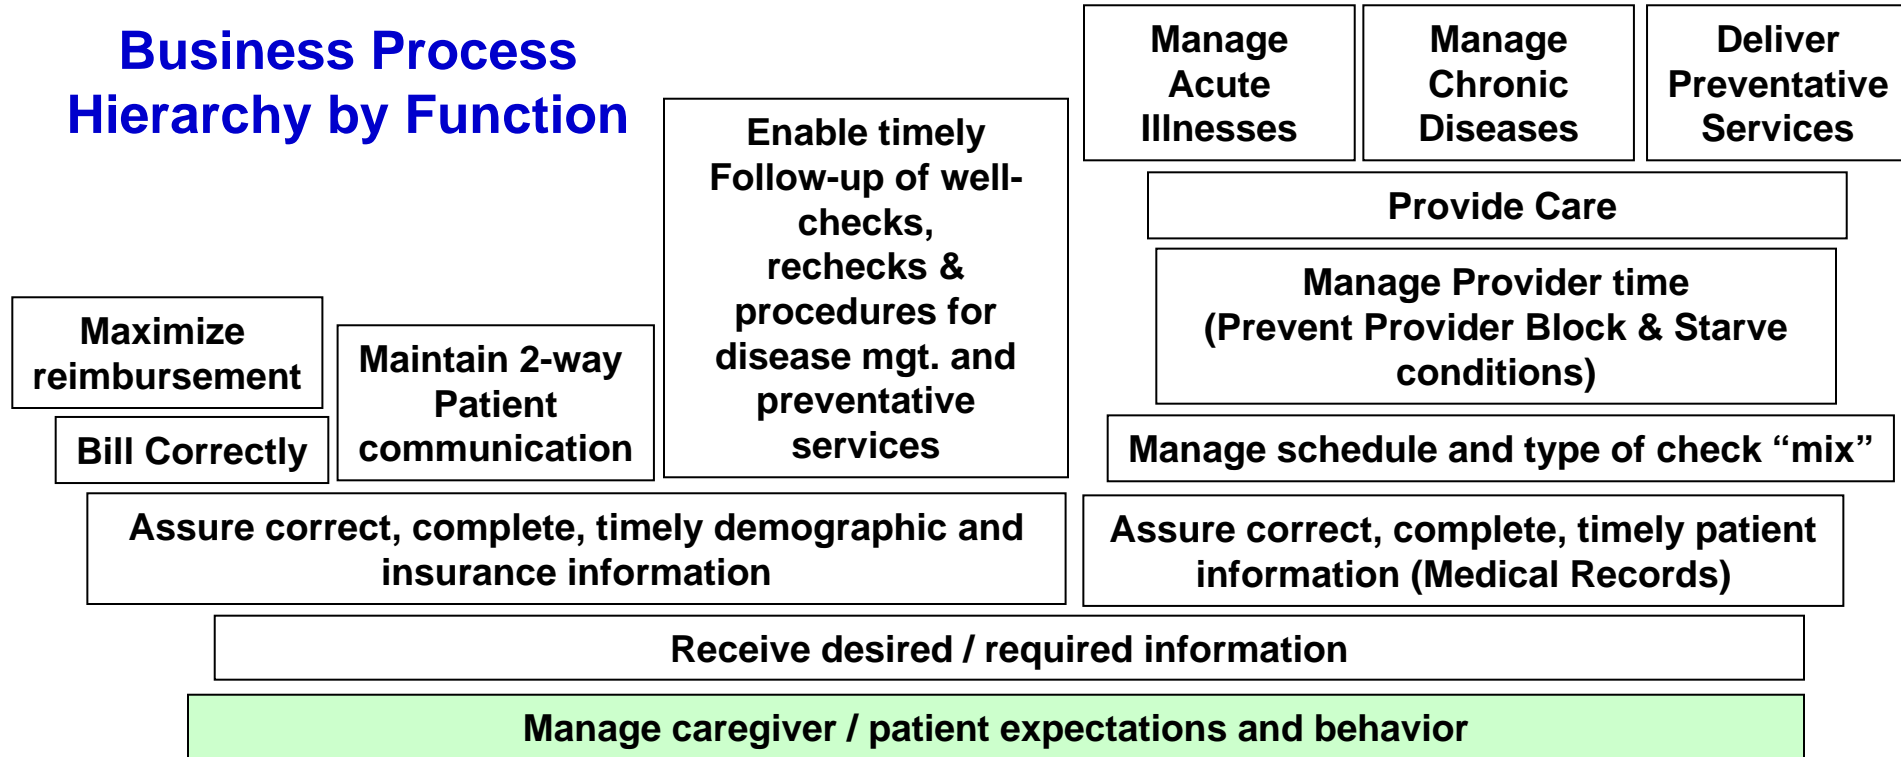 Business Process
Hierarchy by Function
Manage
Acute
Illnesses
Manage
Chronic
Diseases
Deliver
Preventative
Services
Enable timely
Follow-up of well-
checks,
rechecks &
procedures for
disease mgt. and
preventative
services
Provide Care
Manage Provider time
(Prevent Provider Block & Starve
conditions)
Maximize
reimbursement
Maintain 2-way
Patient
communication
Bill Correctly
Manage schedule and type of check “mix”
Assure correct, complete, timely demographic and
insurance information
Assure correct, complete, timely patient
information (Medical Records)
Receive desired / required information
Manage caregiver / patient expectations and behavior